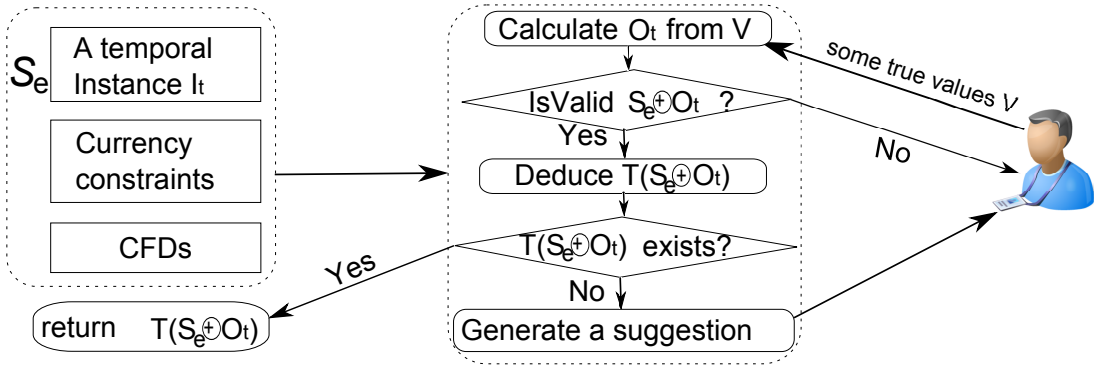 Se
A temporal
Instance It
Currency
constraints
CFDs
Calculate Ot from V
IsValid Se⊕Ot ?
Yes
Deduce T(Se⊕Ot)
T(Se⊕Ot) exists?
No
Generate a suggestion
Yes
return T(Se⊕Ot)
some true values V
No